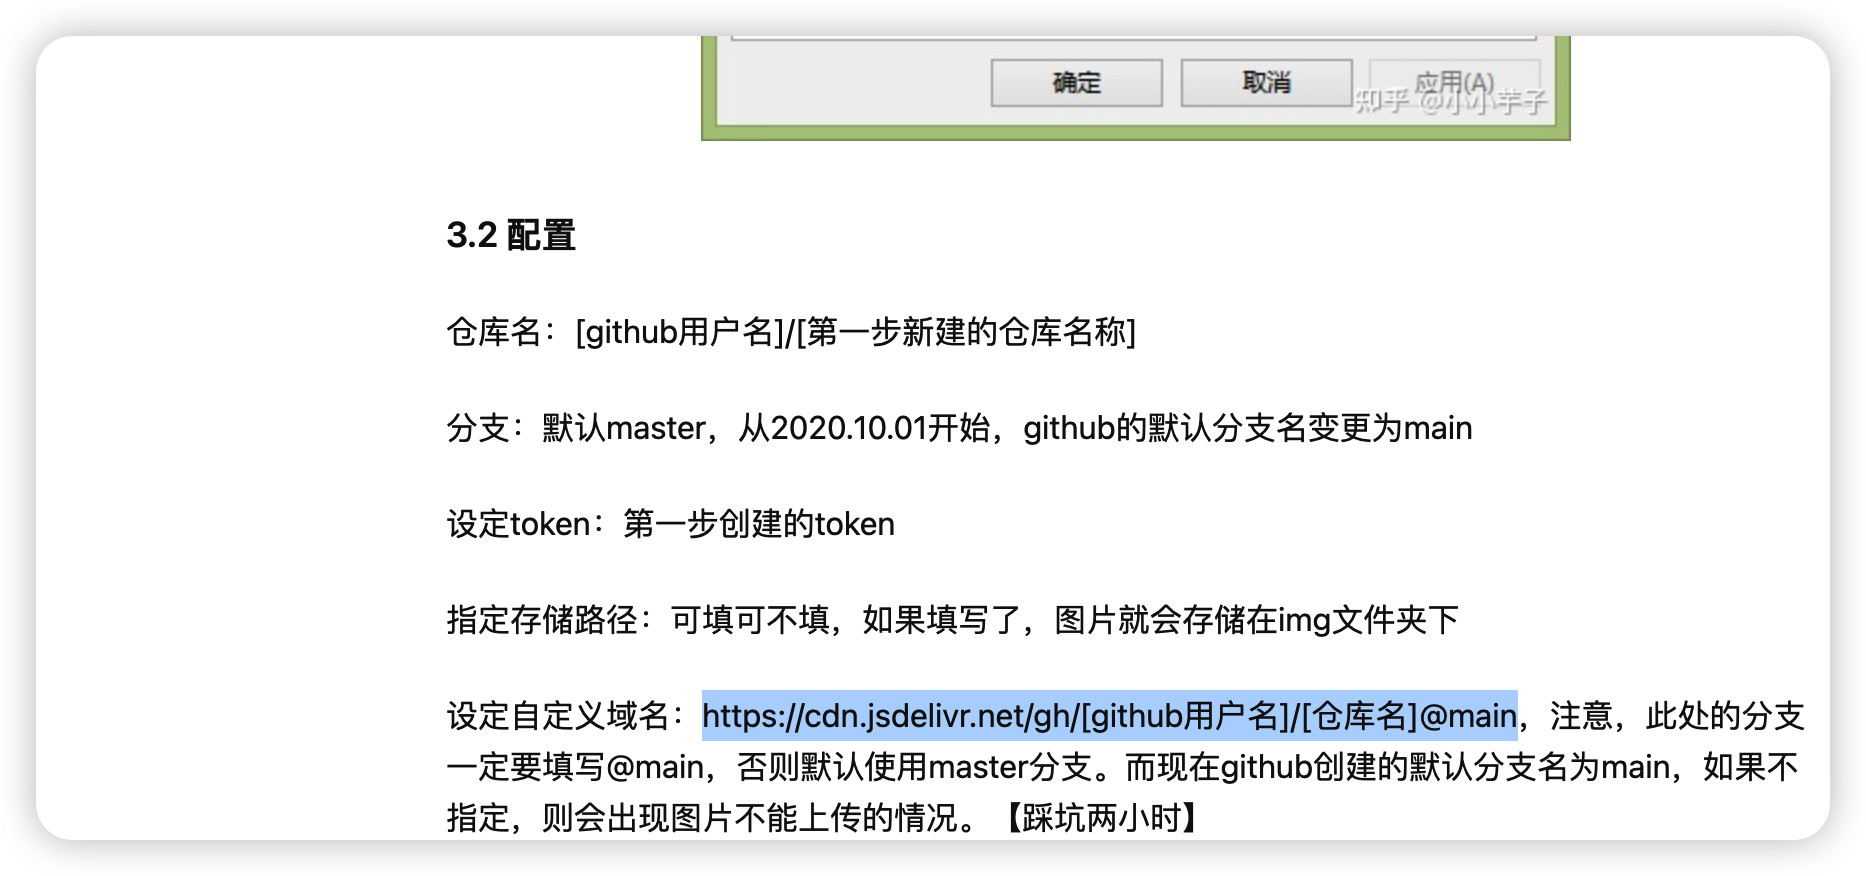 确定
取消
应用(A)
知乎 @小小芋子
3.2 配置
仓库名：[github用户名]/[第一步新建的仓库名称]
分支：默认master，从2020.10.01开始，github的默认分支名变更为main
设定token：第一步创建的token
指定存储路径：可填可不填，如果填写了，图片就会存储在img文件夹下
设定自定义域名：https://cdn.jsdelivr.net/gh/[github用户名]/[仓库名]@main，注意，此处的分支
一定要填写@main，否则默认使用master分支。而现在github创建的默认分支名为main，如果不
指定，则会出现图片不能上传的情况。【踩坑两小时】